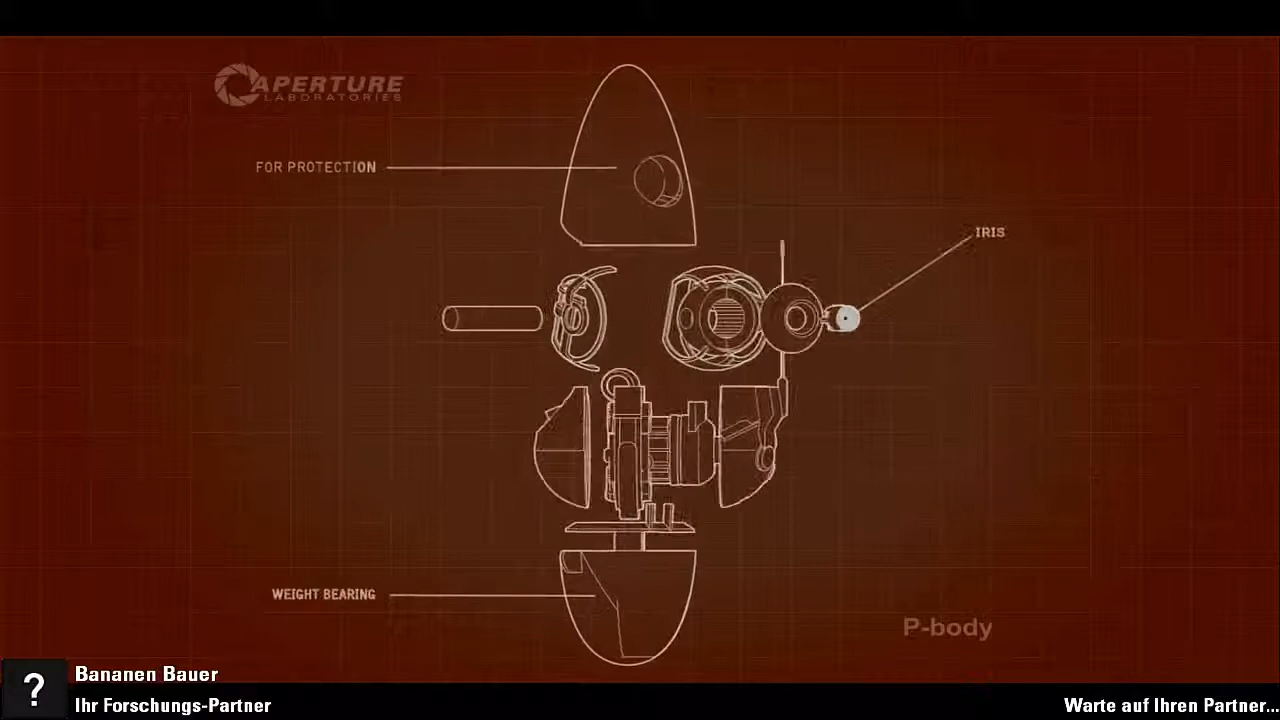 APERTURE
LABORATORIES
FOR PROTECTION
IRIS
WEIGHT BEARING
P-body
?
Bananen Bauer
Ihr Forschungs-Partner
Warte auf Ihren Partner...